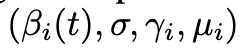 (βᵢ(t), σ, γᵢ, μᵢ)